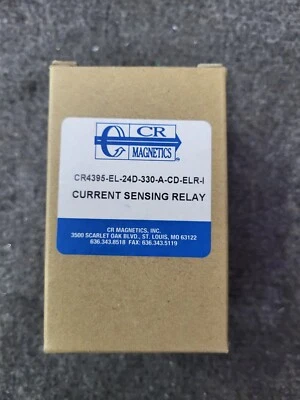 CR
MAGNETICS®
CR4395-EL-24D-330-A-CD-ELR-I
CURRENT SENSING RELAY
CR MAGNETICS, INC.
3500 SCARLET OAK BLVD., ST. LOUIS, MO 63122
636.343.8518 FAX: 636.343.5119